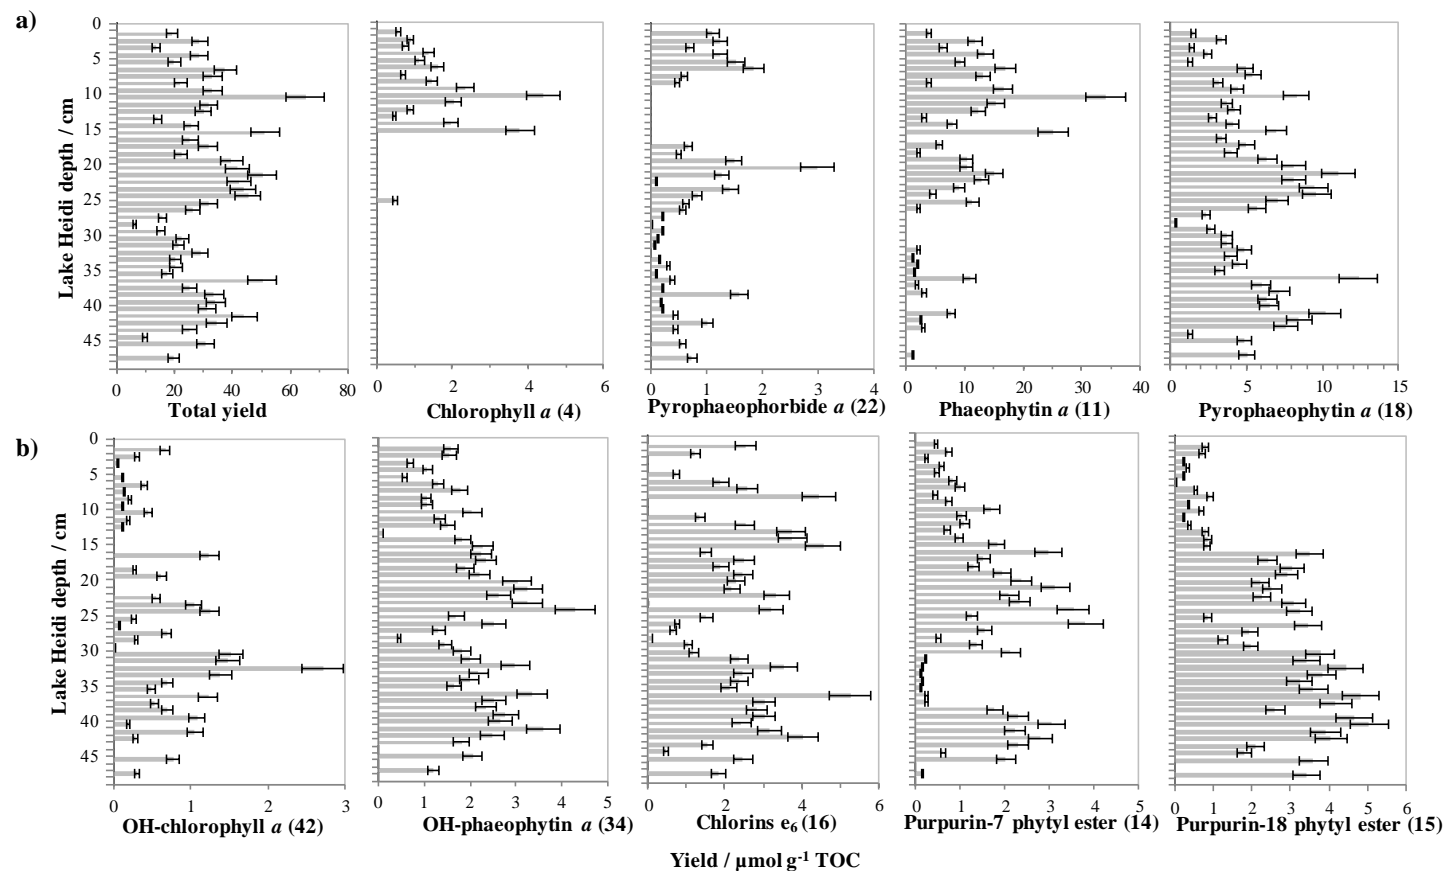 a)
Lake Heidi depth / cm
0
5
10
15
20
25
30
35
40
45
0 20 40 60 80
Total yield
0 2 4 6
Chlorophyll a (4)
0 1 2 3 4
Pyrophaeophorbide a (22)
0 10 20 30 40
Phaeophytin a (11)
0 5 10 15
Pyrophaeophytin a (18)
b)
Lake Heidi depth / cm
0
5
10
15
20
25
30
35
40
45
0 1 2 3
OH-chlorophyll a (42)
0 1 2 3 4 5
OH-phaeophytin a (34)
0 2 4 6
Chlorins e₆ (16)
0 1 2 3 4 5
Purpurin-7 phytyl ester (14)
0 1 2 3 4 5 6
Purpurin-18 phytyl ester (15)
Yield / µmol g⁻¹ TOC